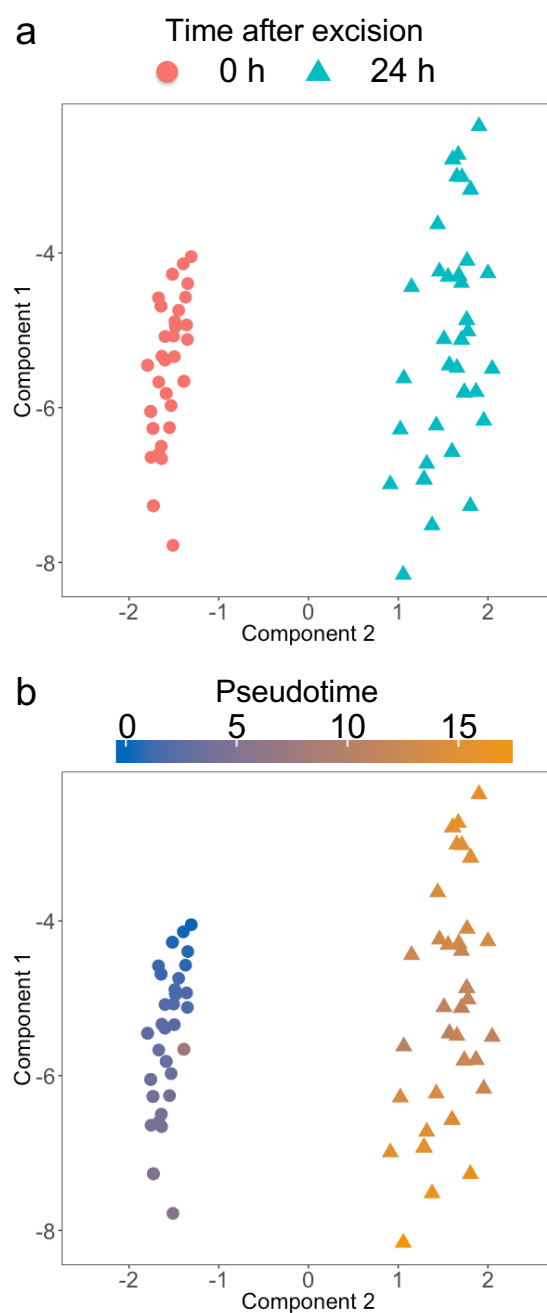 a
Time after excision
0 h 24 h
-4
-6
-8
Component 1
-2 -1 0 1 2
Component 2
b
Pseudotime
0 5 10 15
-4
-6
-8
Component 1
-2 -1 0 1 2
Component 2